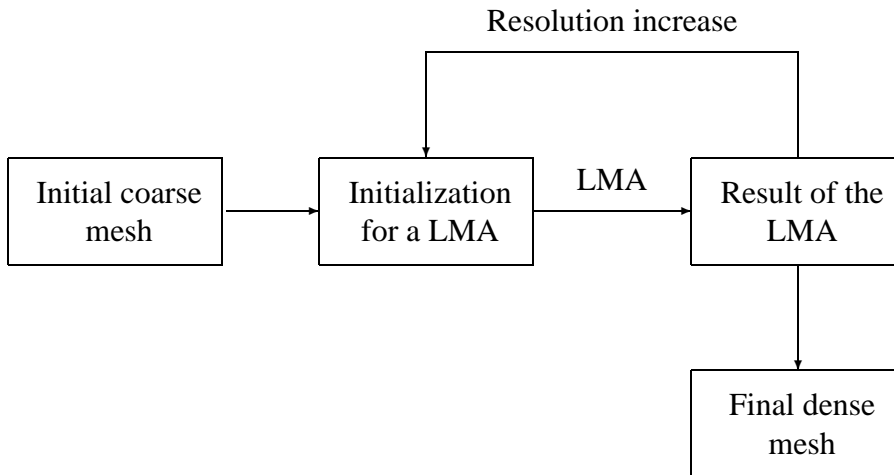 Resolution increase
Initial coarse
mesh
Initialization
for a LMA
LMA
Result of the
LMA
Final dense
mesh